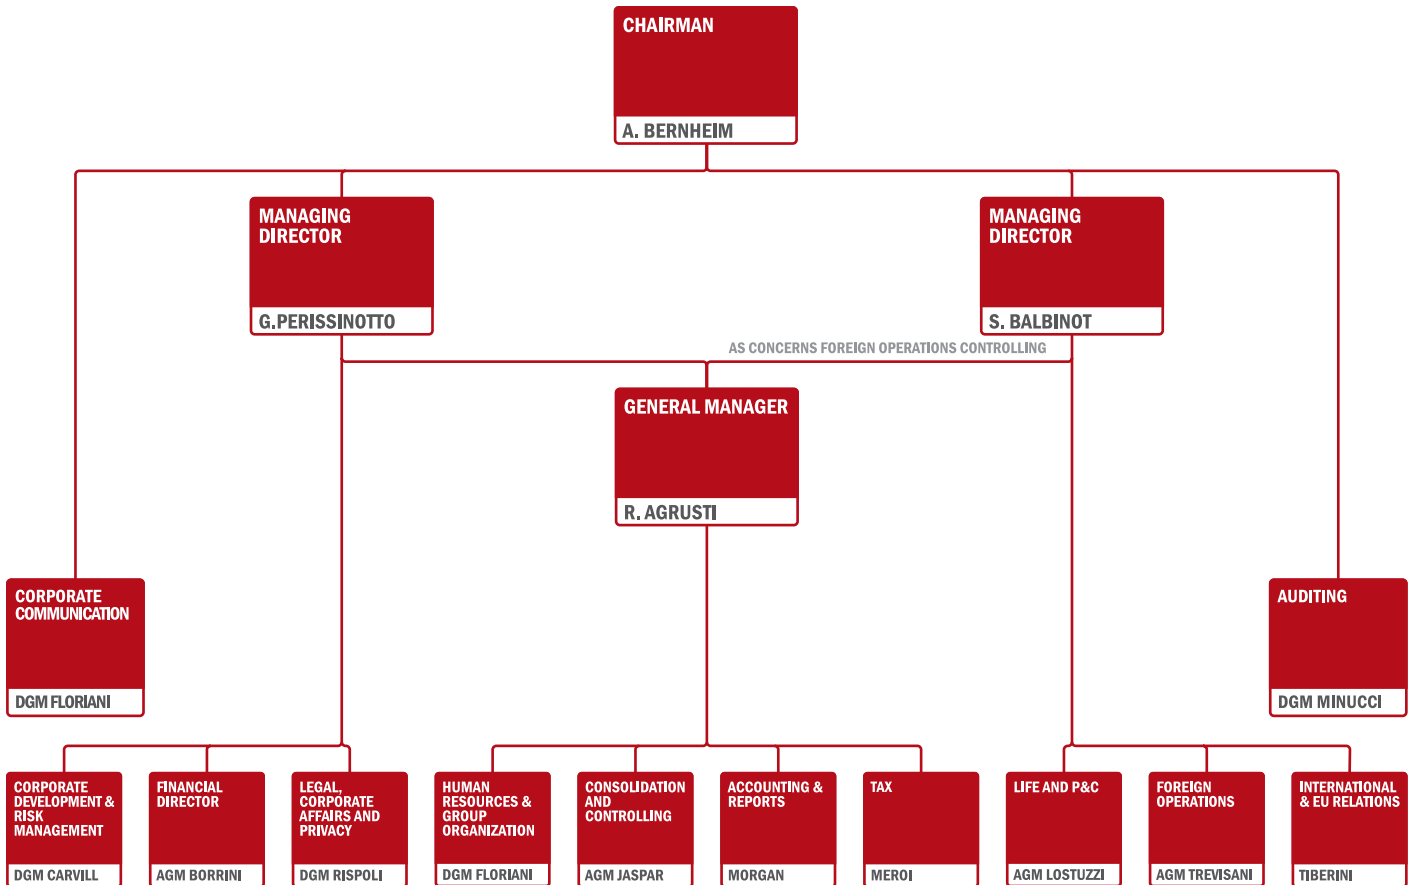 CHAIRMAN
A. BERNHEIM
MANAGING
DIRECTOR
G.PERISSINOTTO
MANAGING
DIRECTOR
S. BALBINOT
AS CONCERNS FOREIGN OPERATIONS CONTROLLING
GENERAL MANAGER
R. AGRUSTI
CORPORATE
COMMUNICATION
DGM FLORIANI
AUDITING
DGM MINUCCI
CORPORATE
DEVELOPMENT &
RISK
MANAGEMENT
DGM CARVILL
FINANCIAL
DIRECTOR
AGM BORRINI
LEGAL,
CORPORATE
AFFAIRS AND
PRIVACY
DGM RISPOLI
HUMAN
RESOURCES &
GROUP
ORGANIZATION
DGM FLORIANI
CONSOLIDATION
AND
CONTROLLING
AGM JASPAR
ACCOUNTING &
REPORTS
MORGAN
TAX
MEROI
LIFE AND P&C
AGM LOSTUZZI
FOREIGN
OPERATIONS
AGM TREVISANI
INTERNATIONAL
& EU RELATIONS
TIBERINI